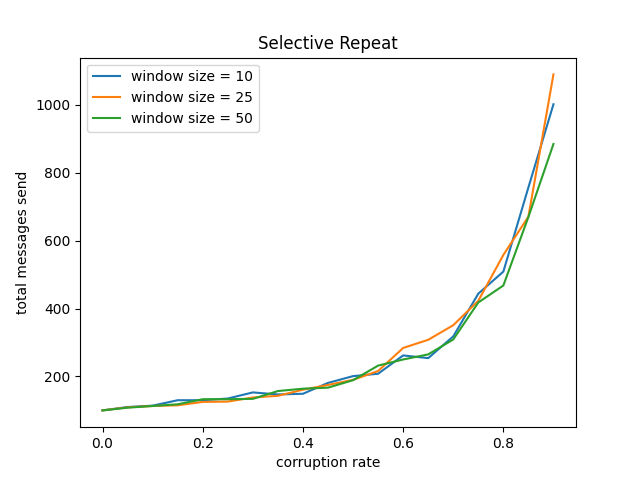 Selective Repeat
window size = 10
window size = 25
window size = 50
total messages send
1000
800
600
400
200
0.0 0.2 0.4 0.6 0.8
corruption rate